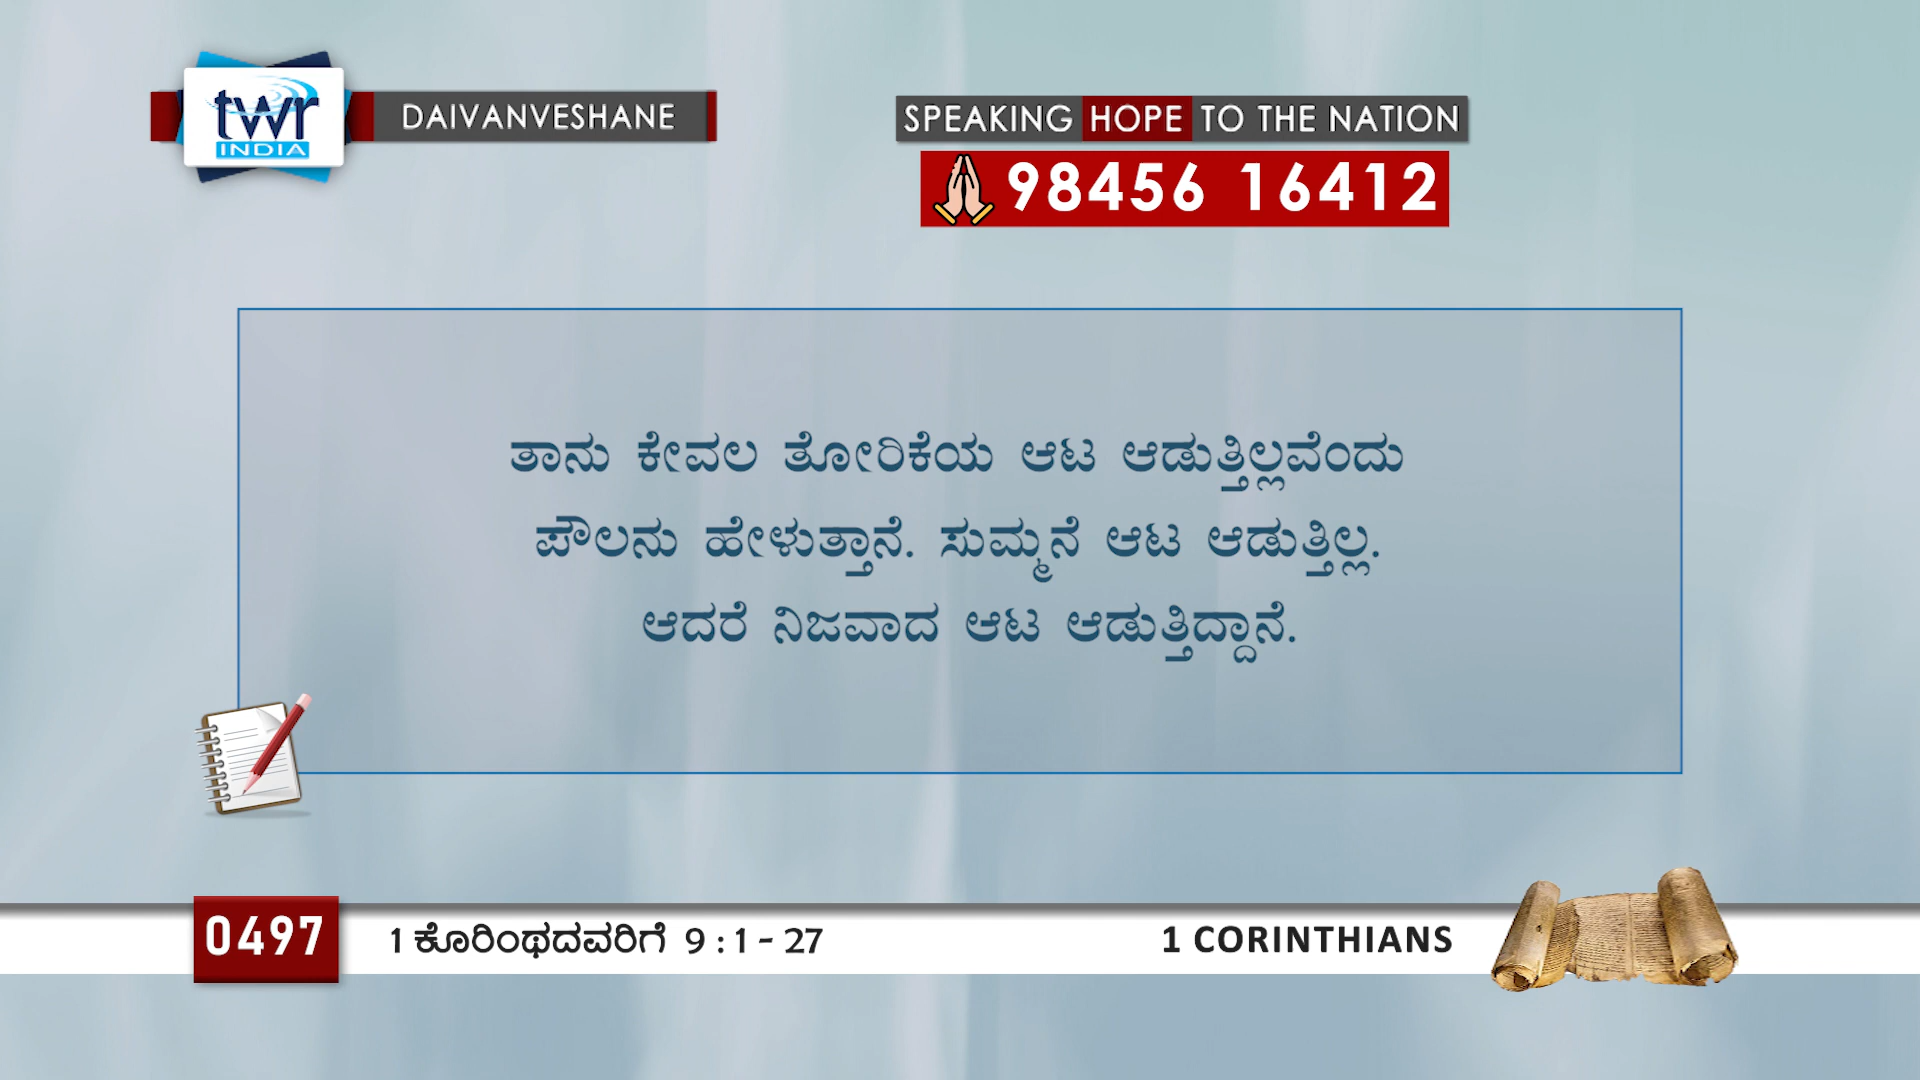 twr
INDIA
DAIVANVESHANE
SPEAKING HOPE TO THE NATION
98456 16412
ತಾನು ಕೇವಲ ತೋರಿಕೆಯ ಆಟ ಆಡುತ್ತಿಲ್ಲವೆಂದು
ಪೌಲನು ಹೇಳುತ್ತಾನೆ. ಸುಮ್ಮನೆ ಆಟ ಆಡುತ್ತಿಲ್ಲ.
ಆದರೆ ನಿಜವಾದ ಆಟ ಆಡುತ್ತಿದ್ದಾನೆ.
0497
1 ಕೊರಿಂಥದವರಿಗೆ 9 : 1 - 27
1 CORINTHIANS